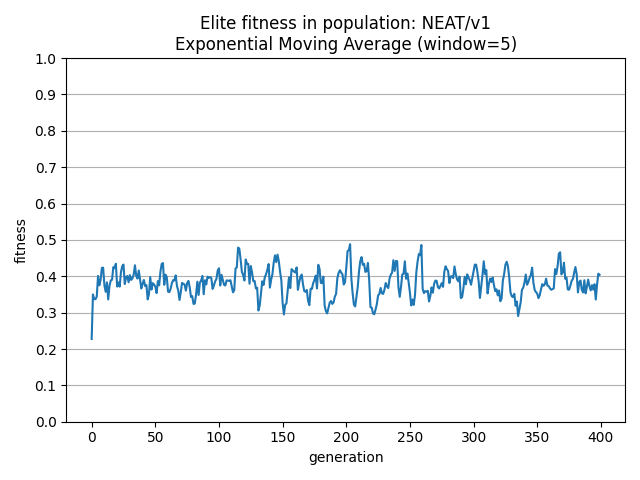 Elite fitness in population: NEAT/v1
Exponential Moving Average (window=5)
1.0
0.9
0.8
0.7
0.6
0.5
0.4
0.3
0.2
0.1
0.0
fitness
0 50 100 150 200 250 300 350 400
generation